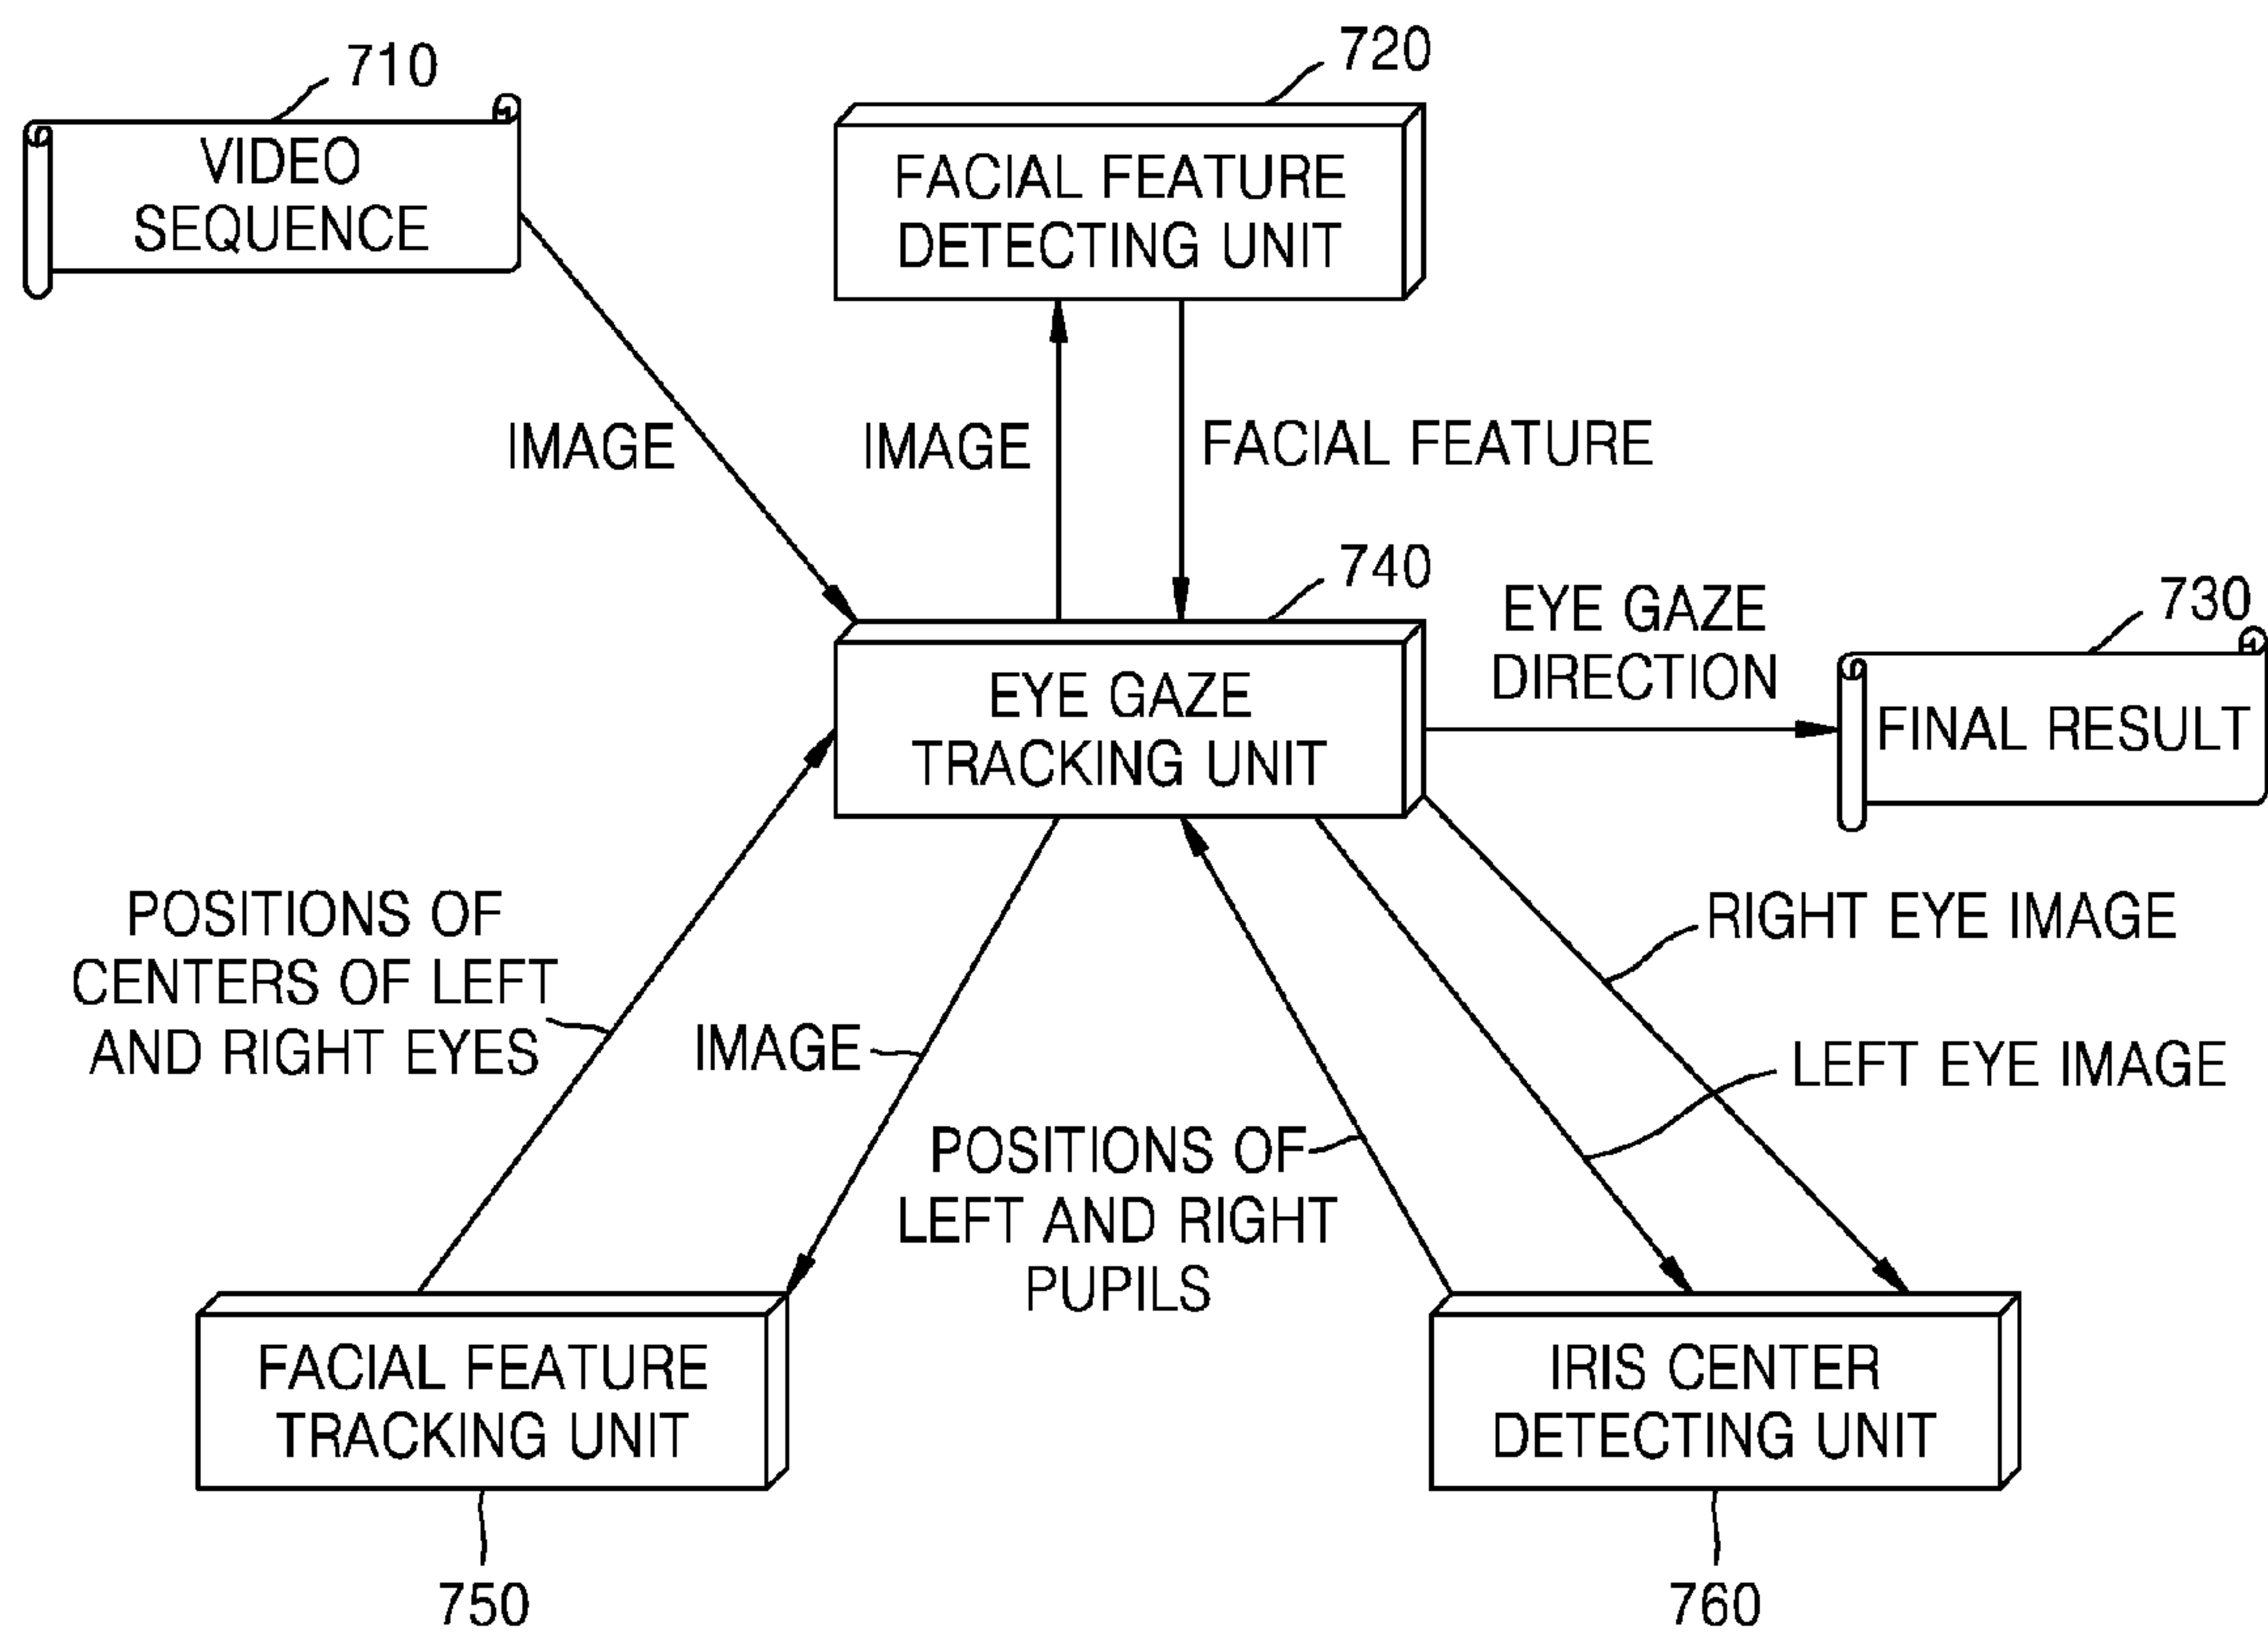 710
VIDEO
SEQUENCE
720
FACIAL FEATURE
DETECTING UNIT
IMAGE
IMAGE
FACIAL FEATURE
740
EYE GAZE
TRACKING UNIT
EYE GAZE
DIRECTION
730
FINAL RESULT
POSITIONS OF
CENTERS OF LEFT
AND RIGHT EYES
IMAGE
POSITIONS OF
LEFT AND RIGHT
PUPILS
RIGHT EYE IMAGE
LEFT EYE IMAGE
FACIAL FEATURE
TRACKING UNIT
750
IRIS CENTER
DETECTING UNIT
760